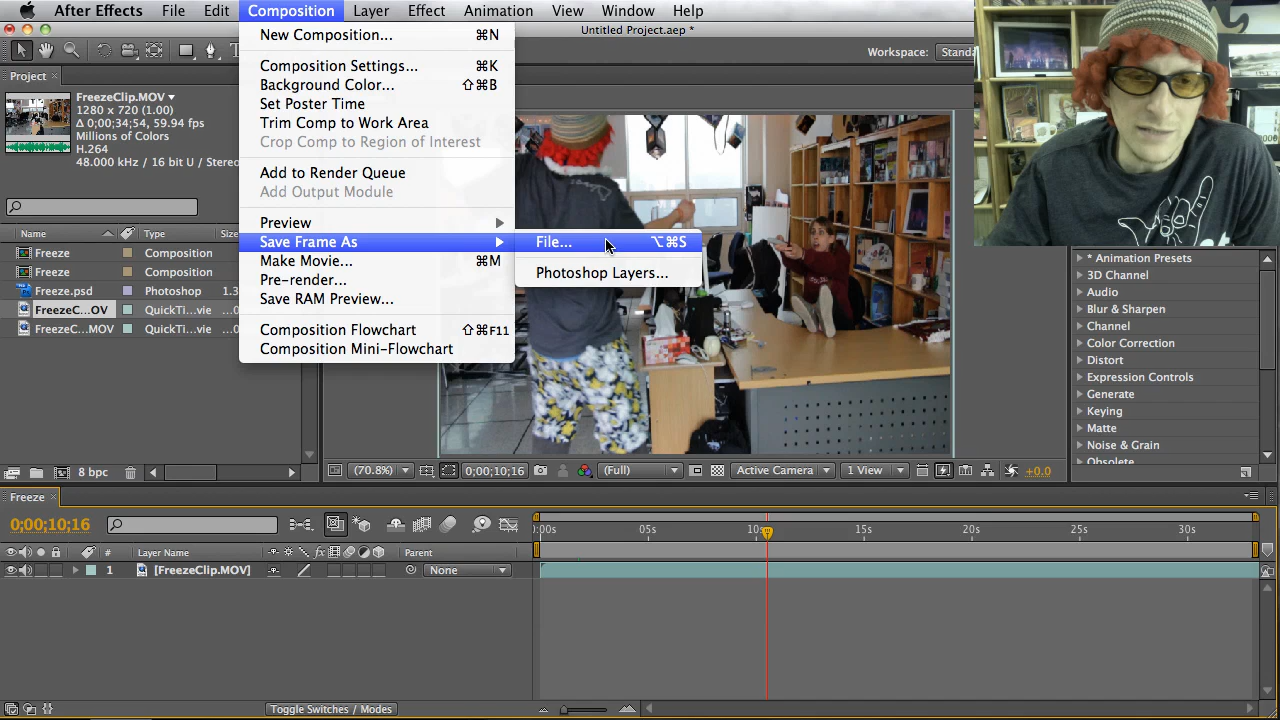 After Effects File Edit Composition Layer Effect Animation View Window Help
Untitled Project.aep *
Workspace: Standa
Project
FreezeClip.MOV
1280 x 720 (1.00)
Δ 0;00;34;54, 59.94 fps
Millions of Colors
H.264
48.000 kHz / 16 bit U / Stereo
Name Type Size
Freeze Composition
Freeze Composition
Freeze.psd Photoshop 1.3
FreezeC...OV QuickTi...vie
FreezeC...MOV QuickTi...vie
8 bpc
New Composition... ⌘N
Composition Settings... ⌘K
Background Color... ⇧⌘B
Set Poster Time
Trim Comp to Work Area
Crop Comp to Region of Interest
Add to Render Queue
Add Output Module
Preview
Save Frame As
Make Movie... ⌘M
Pre-render...
Save RAM Preview...
Composition Flowchart ⇧⌘F11
Composition Mini-Flowchart
File... ⌥⌘S
Photoshop Layers...
(70.8%) 0;00;10;16 (Full) Active Camera 1 View +0.0
* Animation Presets
3D Channel
Audio
Blur & Sharpen
Channel
Color Correction
Distort
Expression Controls
Generate
Keying
Matte
Noise & Grain
Obsolete
Freeze
0;00;10;16
:00s 05s 10s 15s 20s 25s 30s
# Layer Name Parent
1 [FreezeClip.MOV] None
Toggle Switches / Modes